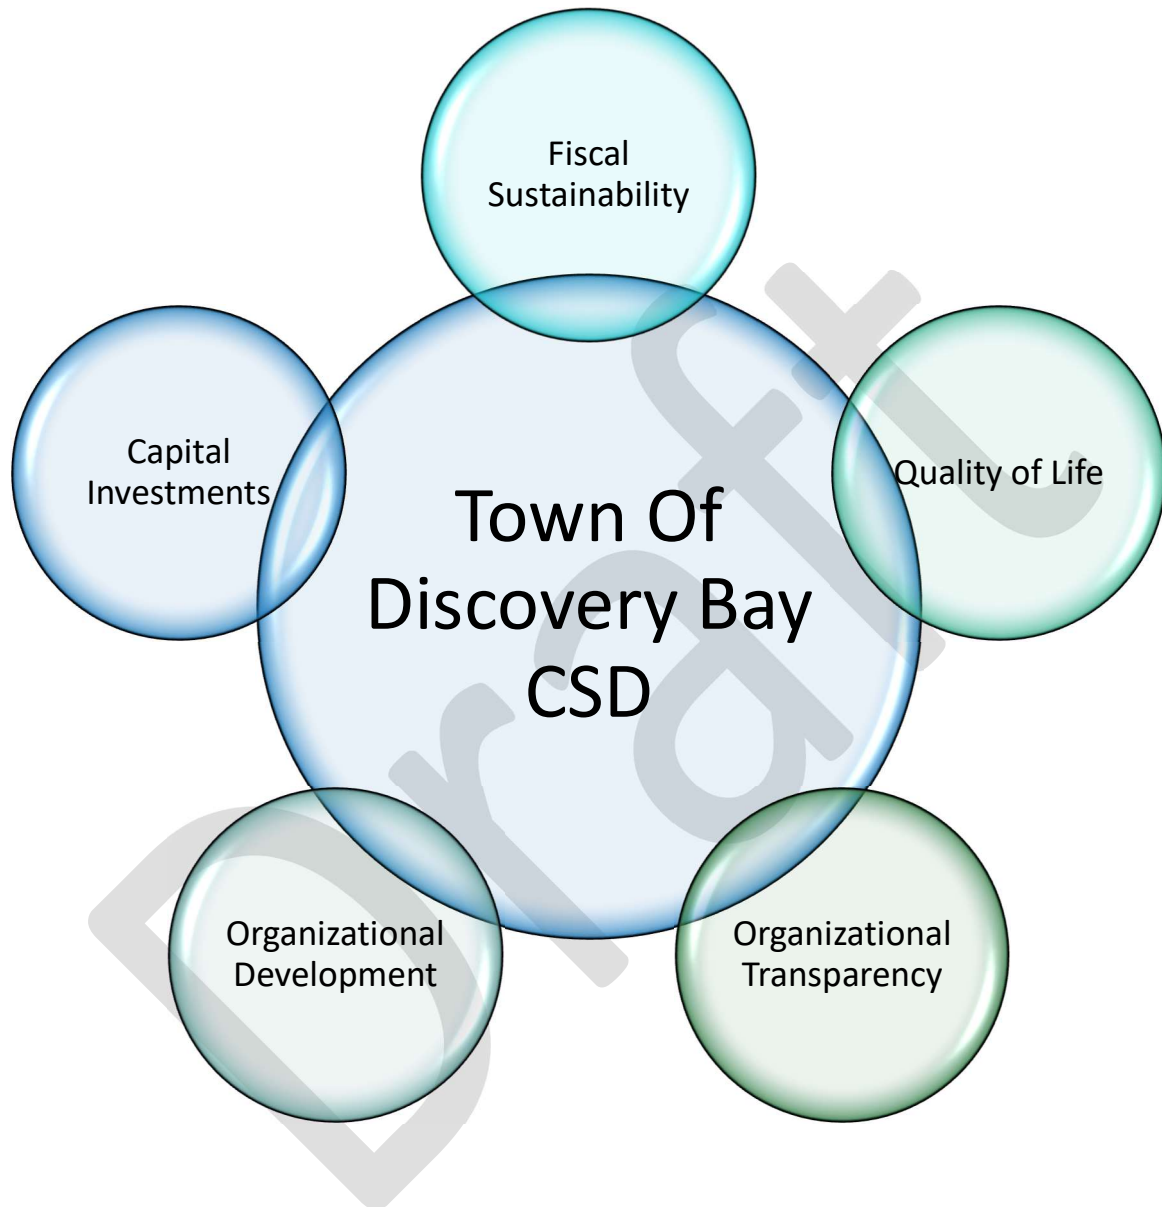 Fiscal
Sustainability
Capital
Investments
Quality of Life
Town Of
Discovery Bay
CSD
Organizational
Development
Organizational
Transparency
Draft